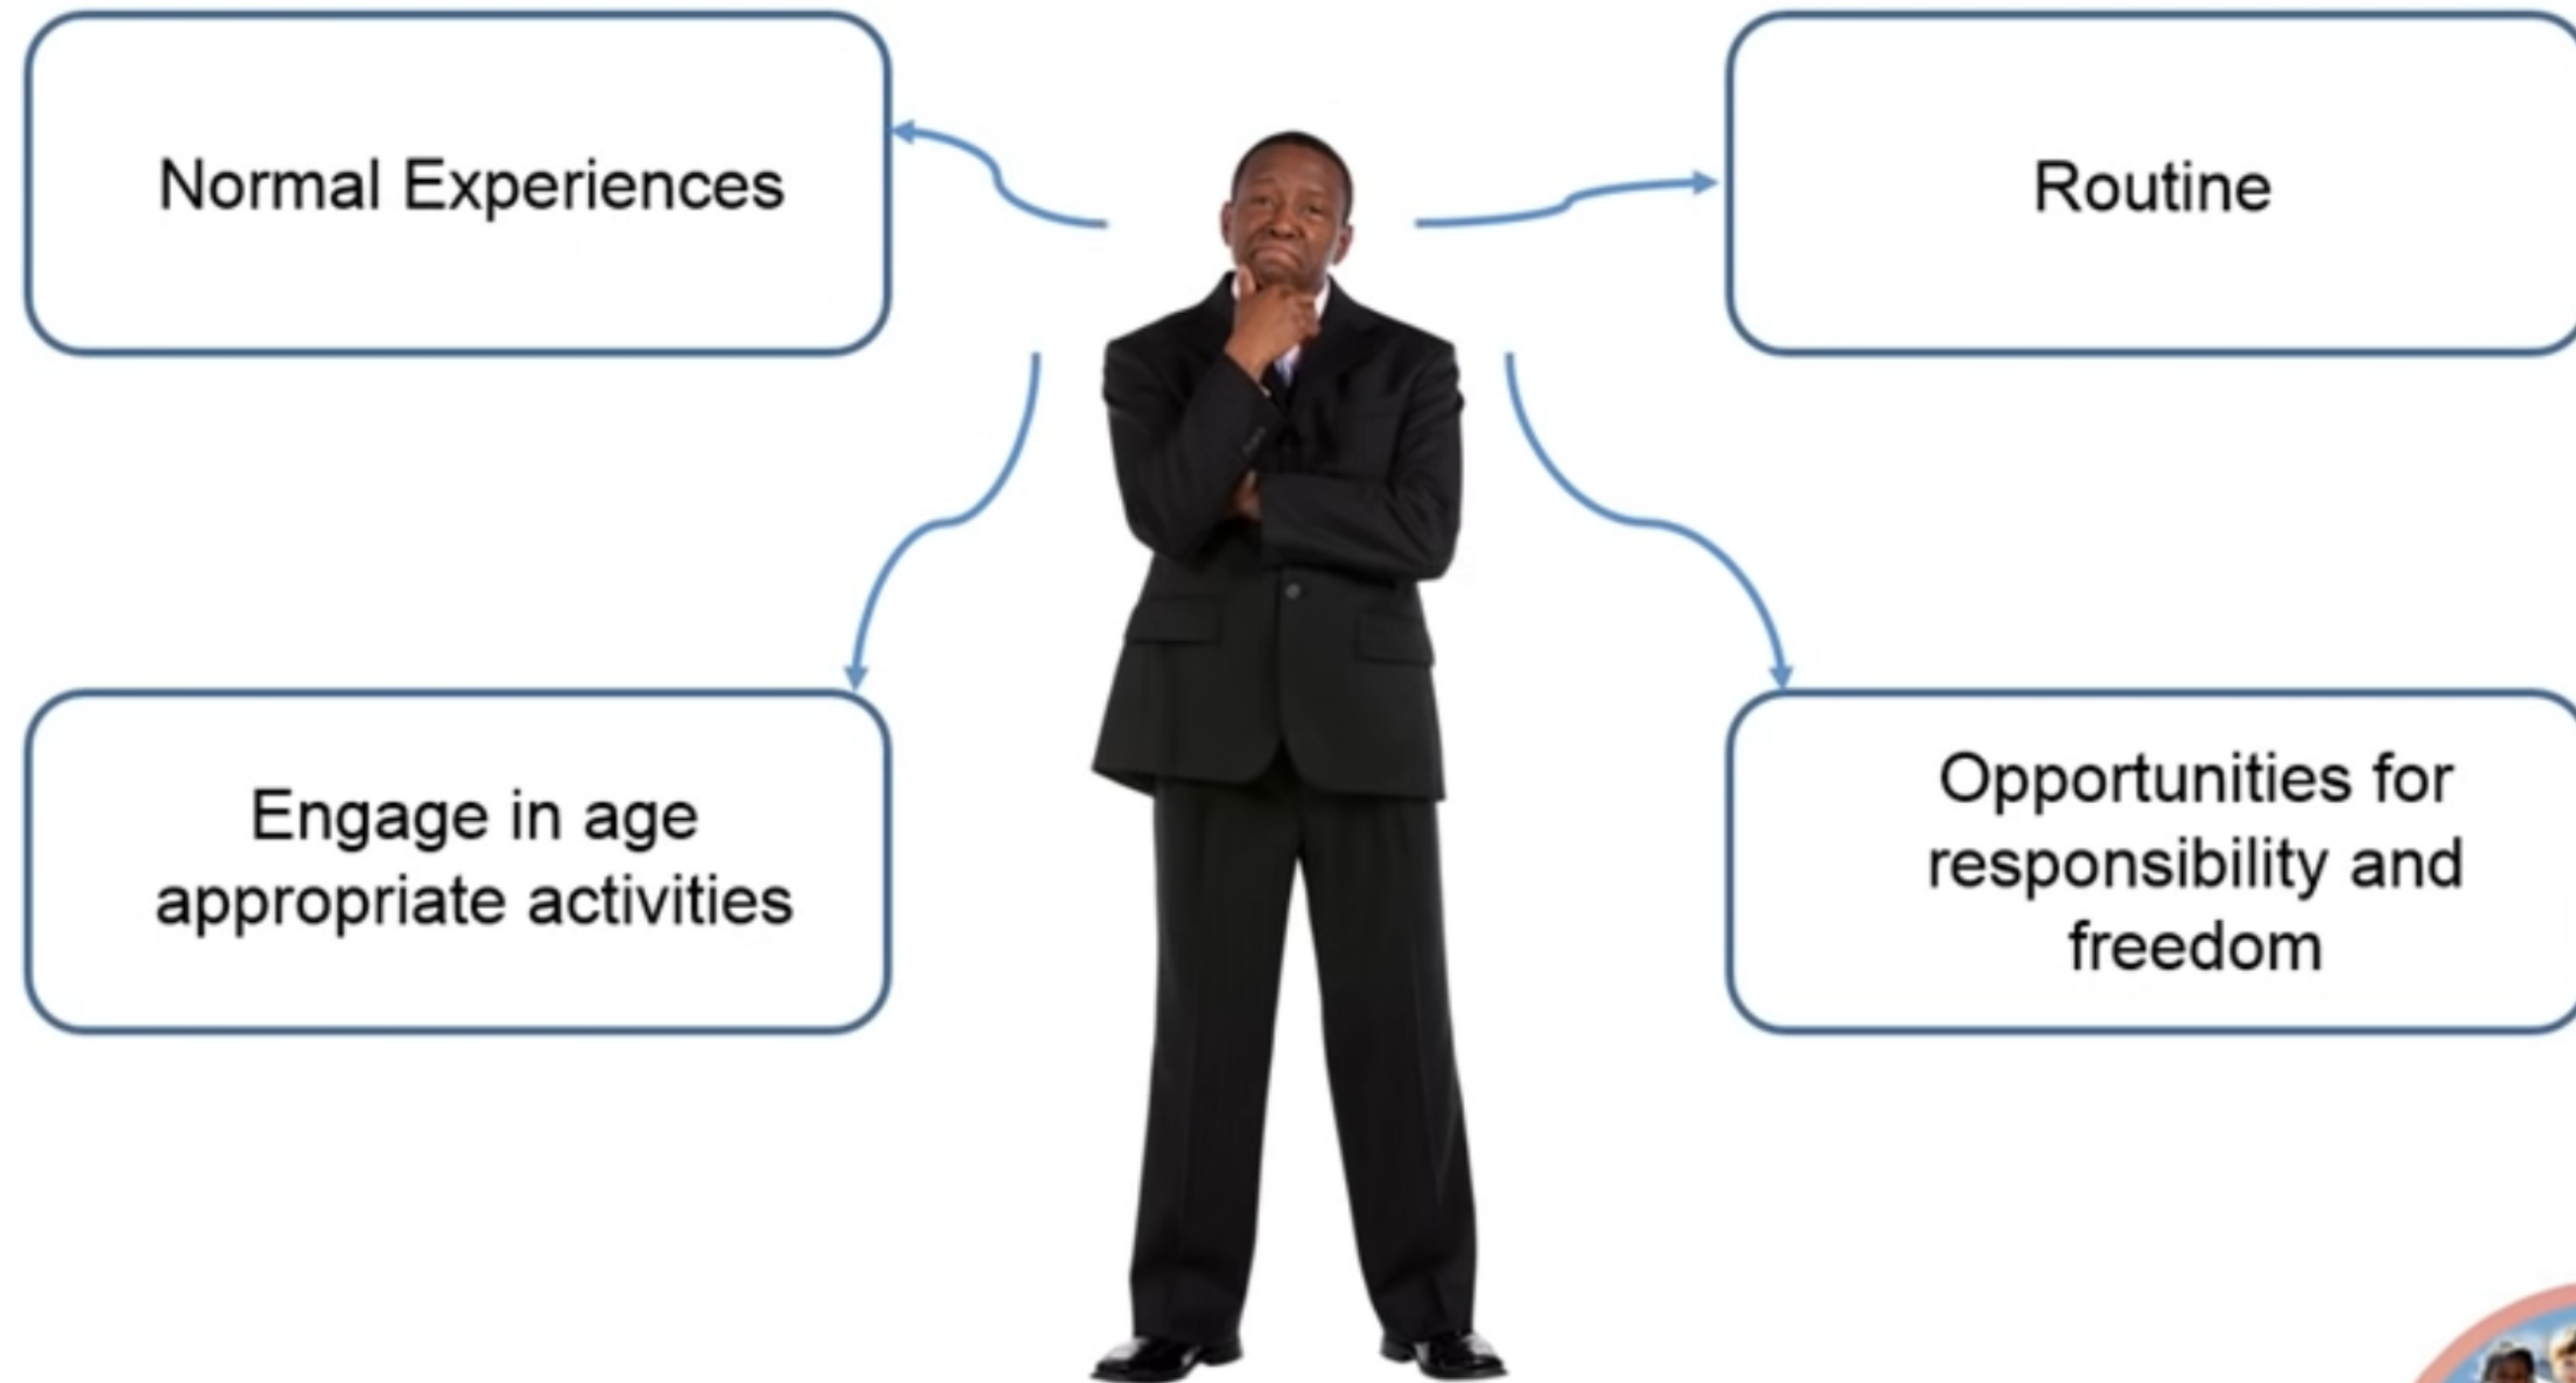 Normal Experiences
Routine
Engage in age
appropriate activities
Opportunities for
responsibility and
freedom